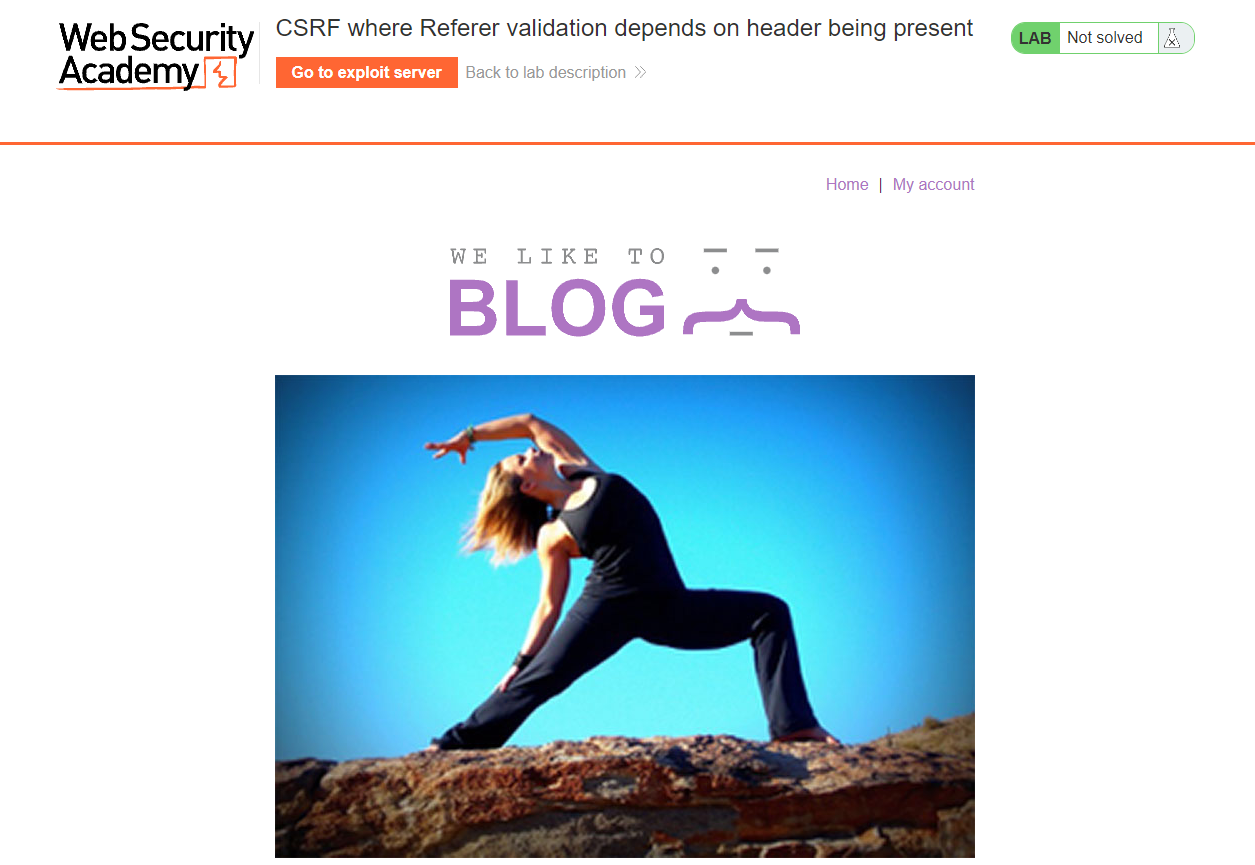 Web Security
Academy
CSRF where Referer validation depends on header being present
Go to exploit server
Back to lab description
LAB
Not solved
Home | My account
WE LIKE TO
BLOG